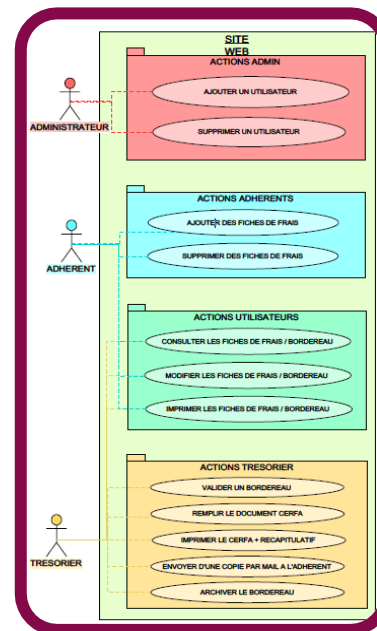 SITE
WEB
ACTIONS ADMIN
AJOUTER UN UTILISATEUR
SUPPRIMER UN UTILISATEUR
ADMINISTRATEUR
ACTIONS ADHERENTS
AJOUTER DES FICHES DE FRAIS
SUPPRIMER DES FICHES DE FRAIS
ADHERENT
ACTIONS UTILISATEURS
CONSULTER LES FICHES DE FRAIS / BORDEREAU
MODIFIER LES FICHES DE FRAIS / BORDEREAU
IMPRIMER LES FICHES DE FRAIS / BORDEREAU
ACTIONS TRESORIER
VALIDER UN BORDEREAU
REMPLIR LE DOCUMENT CERFA
IMPRIMER LE CERFA + RECAPITULATIF
ENVOYER D'UNE COPIE PAR MAIL A L'ADHERENT
ARCHIVER LE BORDEREAU
TRESORIER